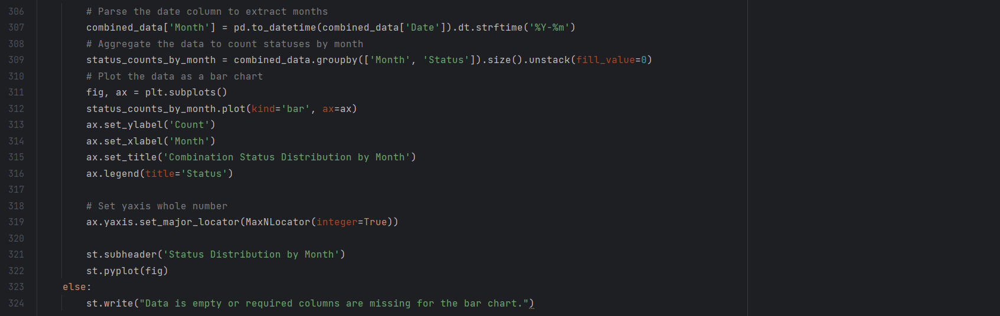 306 # Parse the date column to extract months
307 combined_data['Month'] = pd.to_datetime(combined_data['Date']).dt.strftime('%Y-%m')
308 # Aggregate the data to count statuses by month
309 status_counts_by_month = combined_data.groupby(['Month', 'Status']).size().unstack(fill_value=0)
310 # Plot the data as a bar chart
311 fig, ax = plt.subplots()
312 status_counts_by_month.plot(kind='bar', ax=ax)
313 ax.set_ylabel('Count')
314 ax.set_xlabel('Month')
315 ax.set_title('Combination Status Distribution by Month')
316 ax.legend(title='Status')
317
318 # Set yaxis whole number
319 ax.yaxis.set_major_locator(MaxNLocator(integer=True))
320
321 st.subheader('Status Distribution by Month')
322 st.pyplot(fig)
323 else:
324 st.write("Data is empty or required columns are missing for the bar chart.")